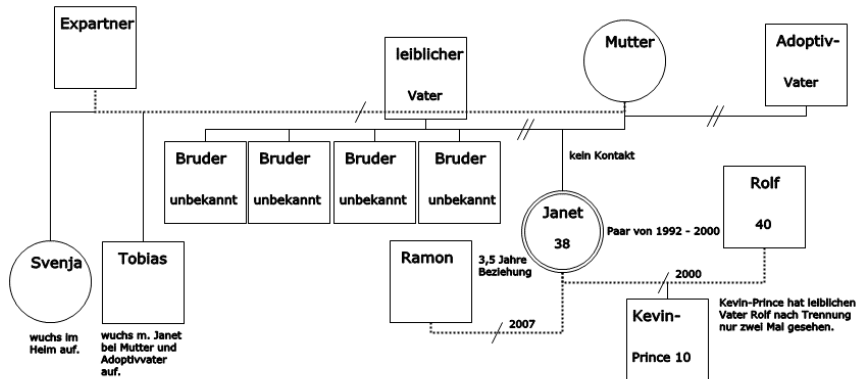 Expartner
leiblicher
Vater
Mutter
Adoptiv-
Vater
Bruder
unbekannt
Bruder
unbekannt
Bruder
unbekannt
Bruder
unbekannt
kein Kontakt
Janet
38
Paar von 1992 - 2000
Rolf
40
Svenja
wuchs im
Heim auf.
Tobias
wuchs m. Janet
bei Mutter und
Adoptivvater
auf.
Ramon
3,5 Jahre
Beziehung
2007
2000
Kevin-
Prince 10
Kevin-Prince hat leiblichen
Vater Rolf nach Trennung
nur zwei Mal gesehen.